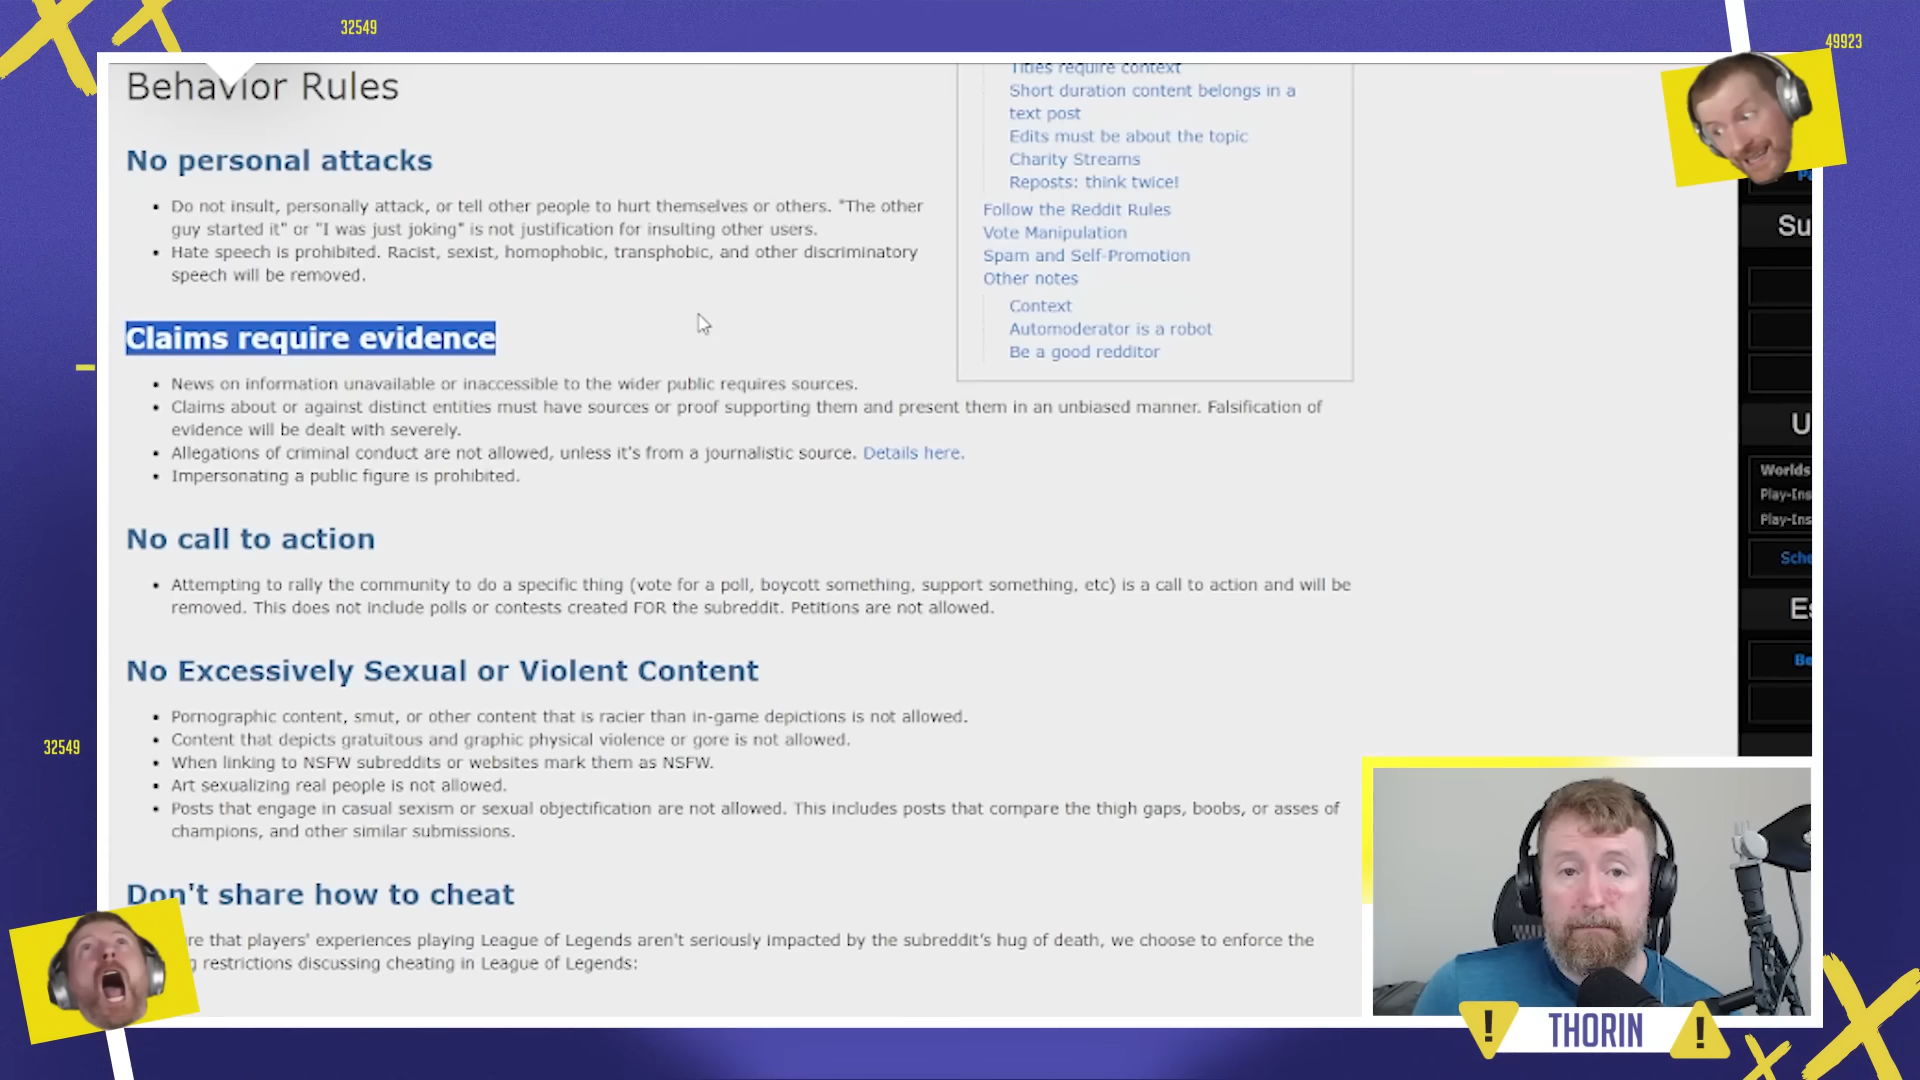 32549
49923
Behavior Rules
No personal attacks
Do not insult, personally attack, or tell other people to hurt themselves or others. "The other
guy started it" or "I was just joking" is not justification for insulting other users.
Hate speech is prohibited. Racist, sexist, homophobic, transphobic, and other discriminatory
speech will be removed.
Titles require context
Short duration content belongs in a
text post
Edits must be about the topic
Charity Streams
Reposts: think twice!
Follow the Reddit Rules
Vote Manipulation
Spam and Self-Promotion
Other notes
Context
Automoderator is a robot
Be a good redditor
Claims require evidence
News on information unavailable or inaccessible to the wider public requires sources.
Claims about or against distinct entities must have sources or proof supporting them and present them in an unbiased manner. Falsification of
evidence will be dealt with severely.
Allegations of criminal conduct are not allowed, unless it's from a journalistic source. Details here.
Impersonating a public figure is prohibited.
No call to action
Attempting to rally the community to do a specific thing (vote for a poll, boycott something, support something, etc) is a call to action and will be
removed. This does not include polls or contests created FOR the subreddit. Petitions are not allowed.
No Excessively Sexual or Violent Content
Pornographic content, smut, or other content that is racier than in-game depictions is not allowed.
Content that depicts gratuitous and graphic physical violence or gore is not allowed.
When linking to NSFW subreddits or websites mark them as NSFW.
Art sexualizing real people is not allowed.
Posts that engage in casual sexism or sexual objectification are not allowed. This includes posts that compare the thigh gaps, boobs, or asses of
champions, and other similar submissions.
Don't share how to cheat
re that players' experiences playing League of Legends aren't seriously impacted by the subreddit's hug of death, we choose to enforce the
g restrictions discussing cheating in League of Legends:
Su
U
Worlds
Play-Ins
Play-Ins
Sche
Es
Be
32549
! THORIN !